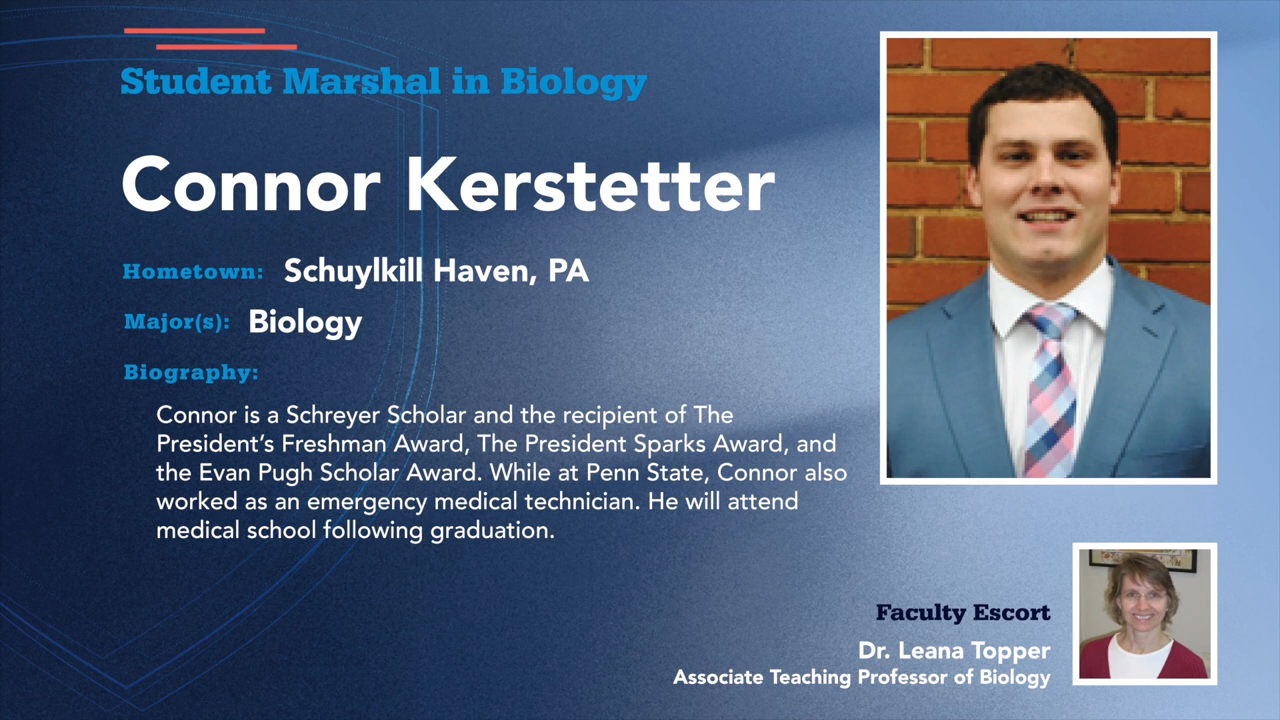 Student Marshal in Biology
Connor Kerstetter
Hometown: Schuylkill Haven, PA
Major(s): Biology
Biography:
Connor is a Schreyer Scholar and the recipient of The
President’s Freshman Award, The President Sparks Award, and
the Evan Pugh Scholar Award. While at Penn State, Connor also
worked as an emergency medical technician. He will attend
medical school following graduation.
Faculty Escort
Dr. Leana Topper
Associate Teaching Professor of Biology